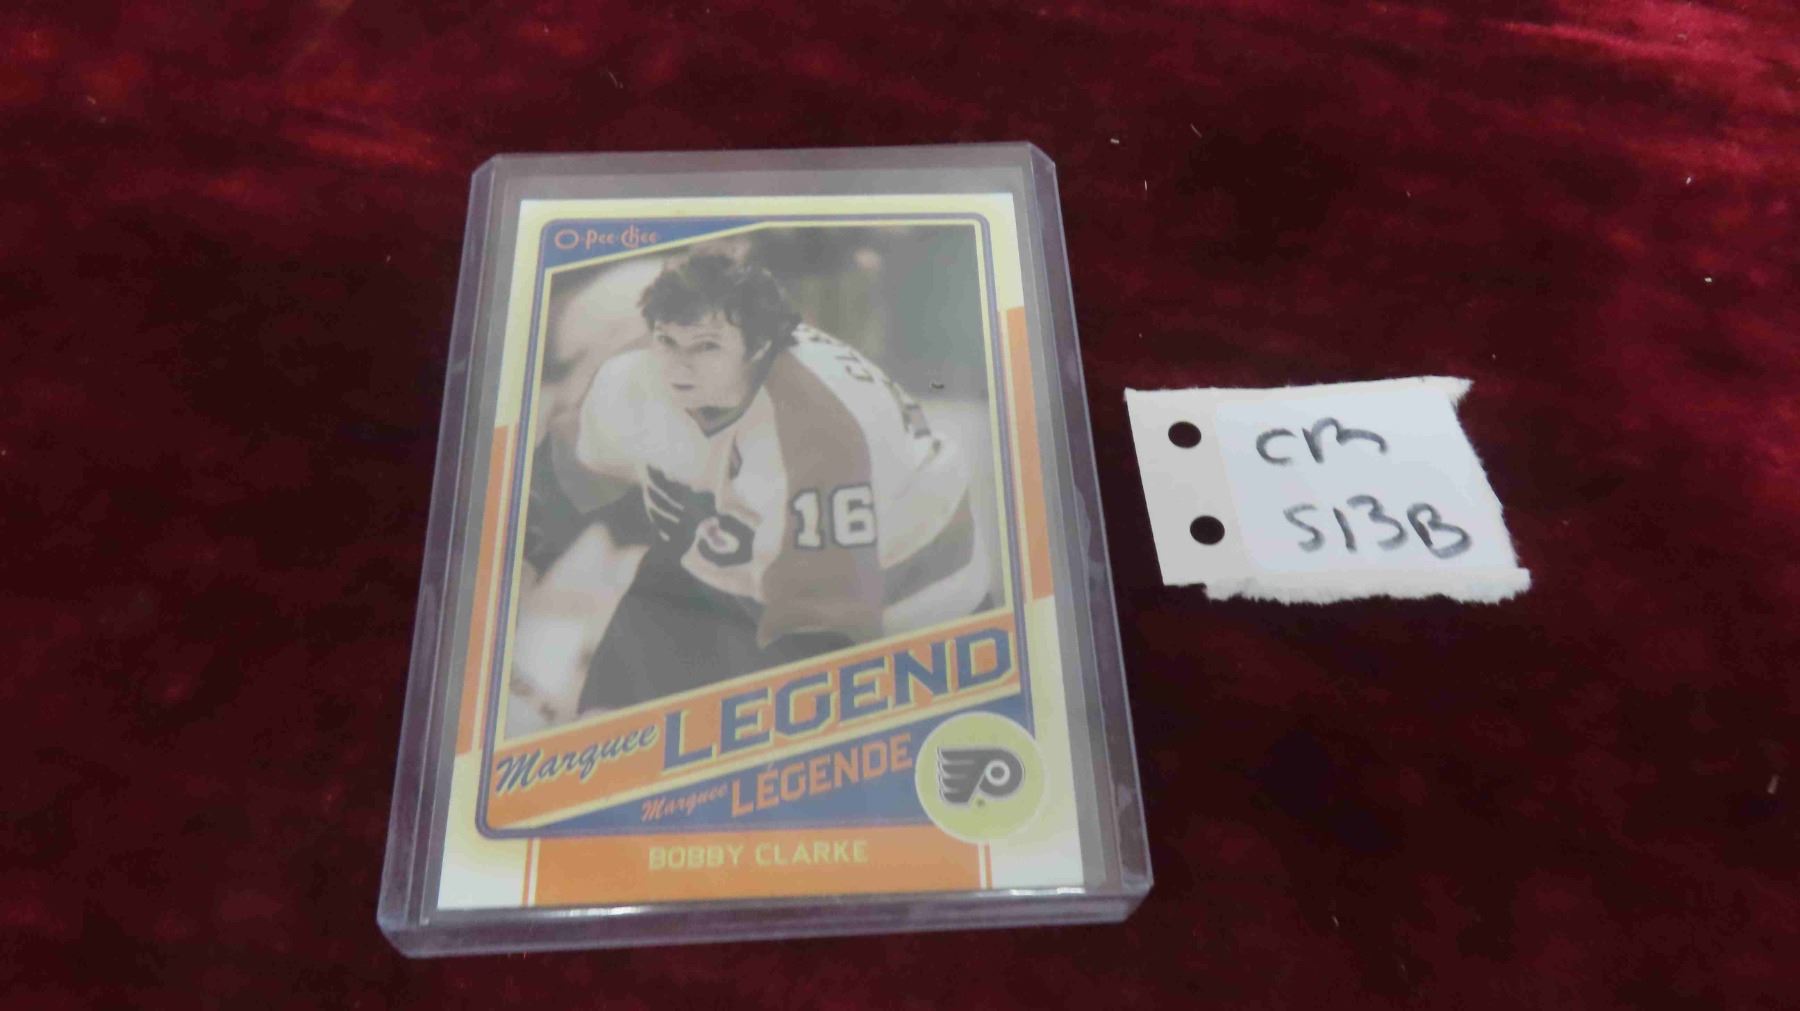 O-Pee-Chee
16
Marquee LEGEND
Marquee LÉGENDE
BOBBY CLARKE
CB
513B